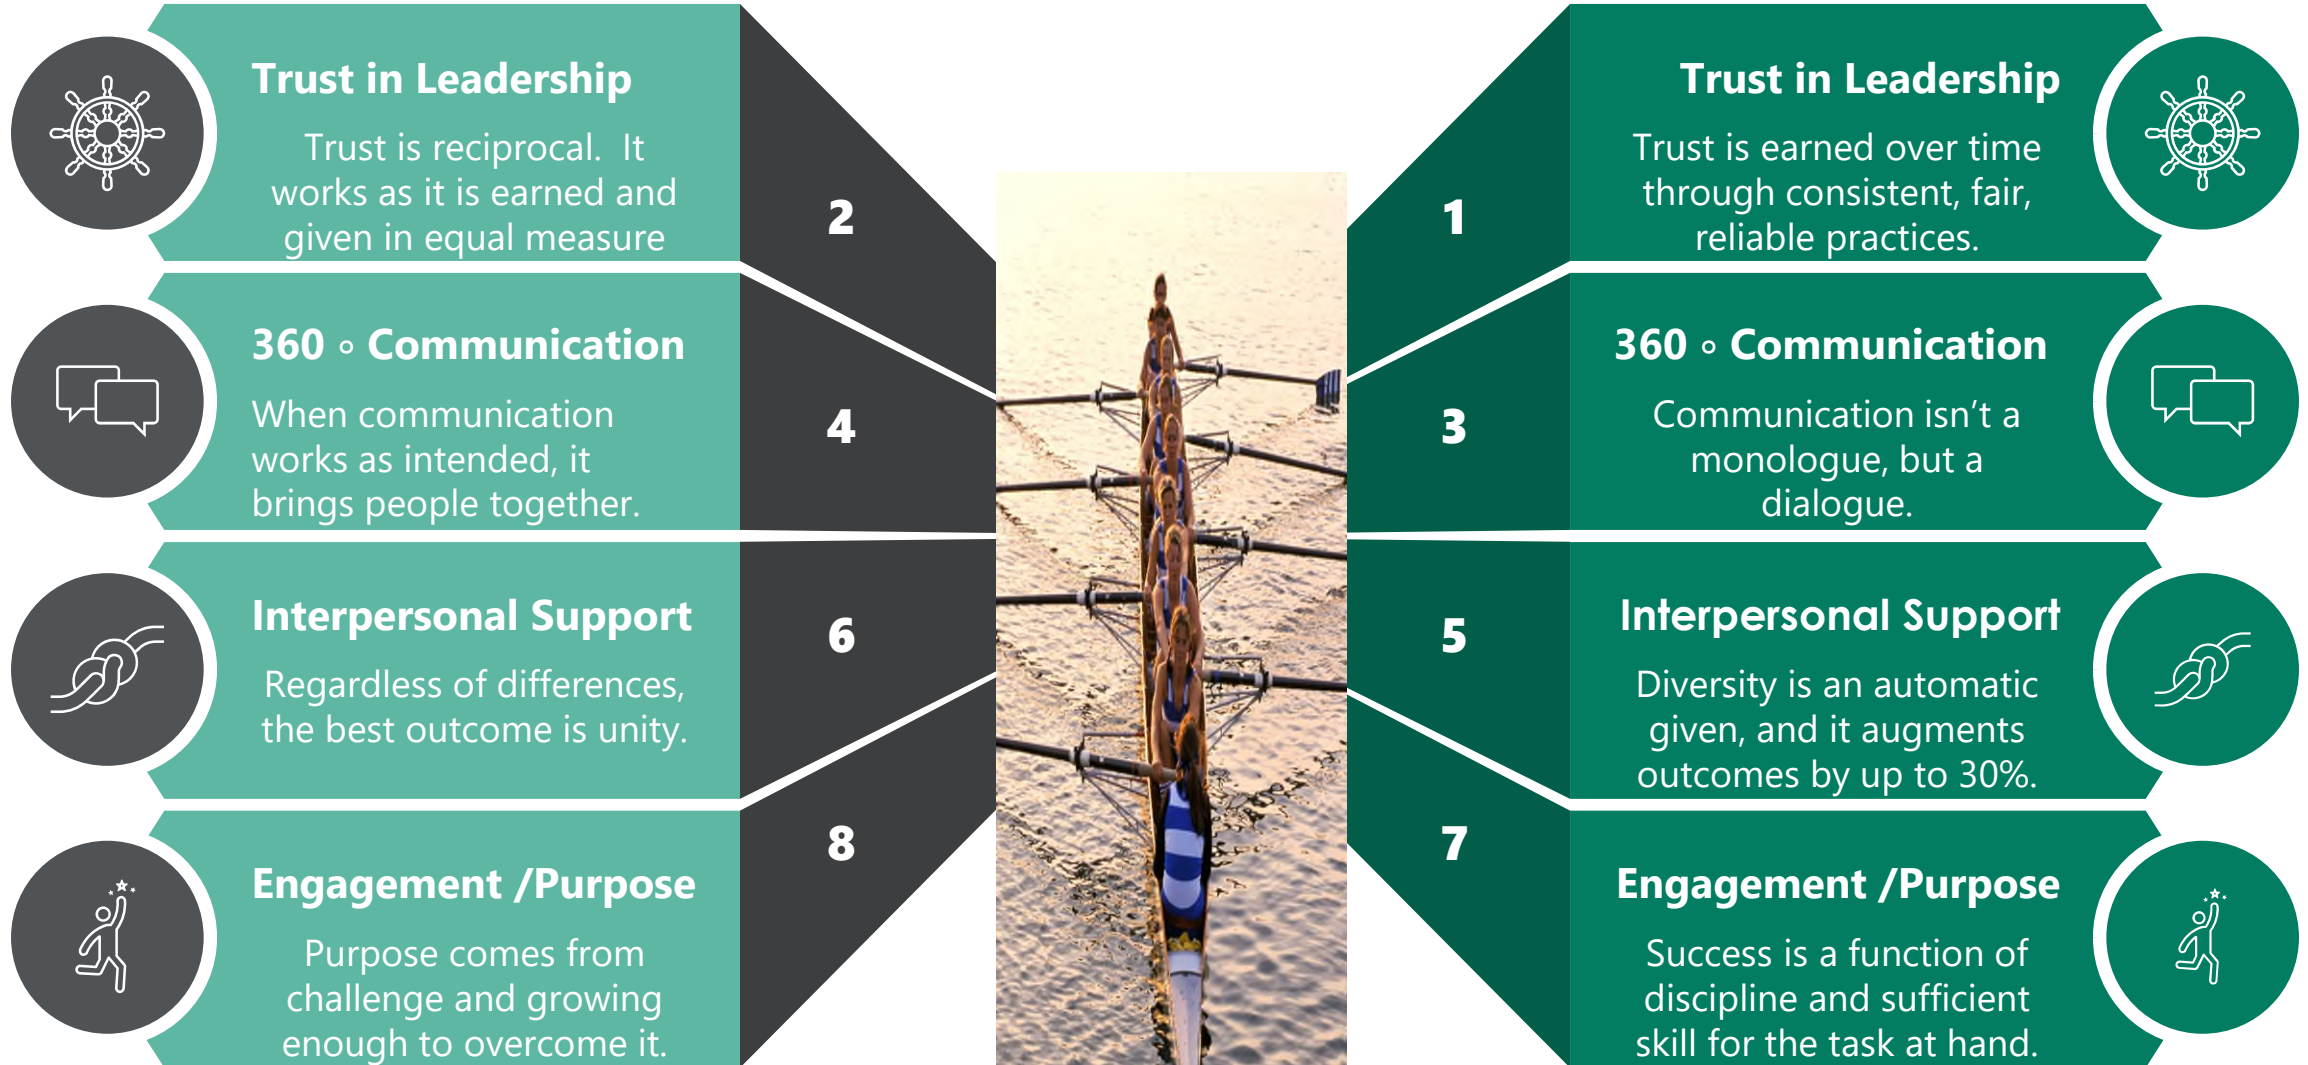 Trust in Leadership
Trust is reciprocal.  It
works as it is earned and
given in equal measure
2
1
Trust in Leadership
Trust is earned over time
through consistent, fair,
reliable practices.
360 ∘ Communication
When communication
works as intended, it
brings people together.
4
3
360 ∘ Communication
Communication isn’t a
monologue, but a
dialogue.
Interpersonal Support
Regardless of differences,
the best outcome is unity.
6
5
Interpersonal Support
Diversity is an automatic
given, and it augments
outcomes by up to 30%.
Engagement /Purpose
Purpose comes from
challenge and growing
enough to overcome it.
8
7
Engagement /Purpose
Success is a function of
discipline and sufficient
skill for the task at hand.